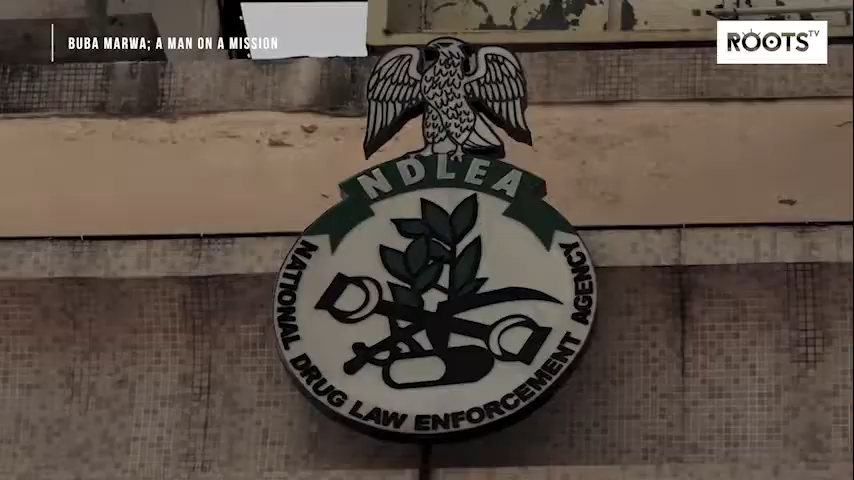 BUBA MARWA; A MAN ON A MISSION
ROOTS TV
NDLEA
NATIONAL DRUG LAW ENFORCEMENT AGENCY